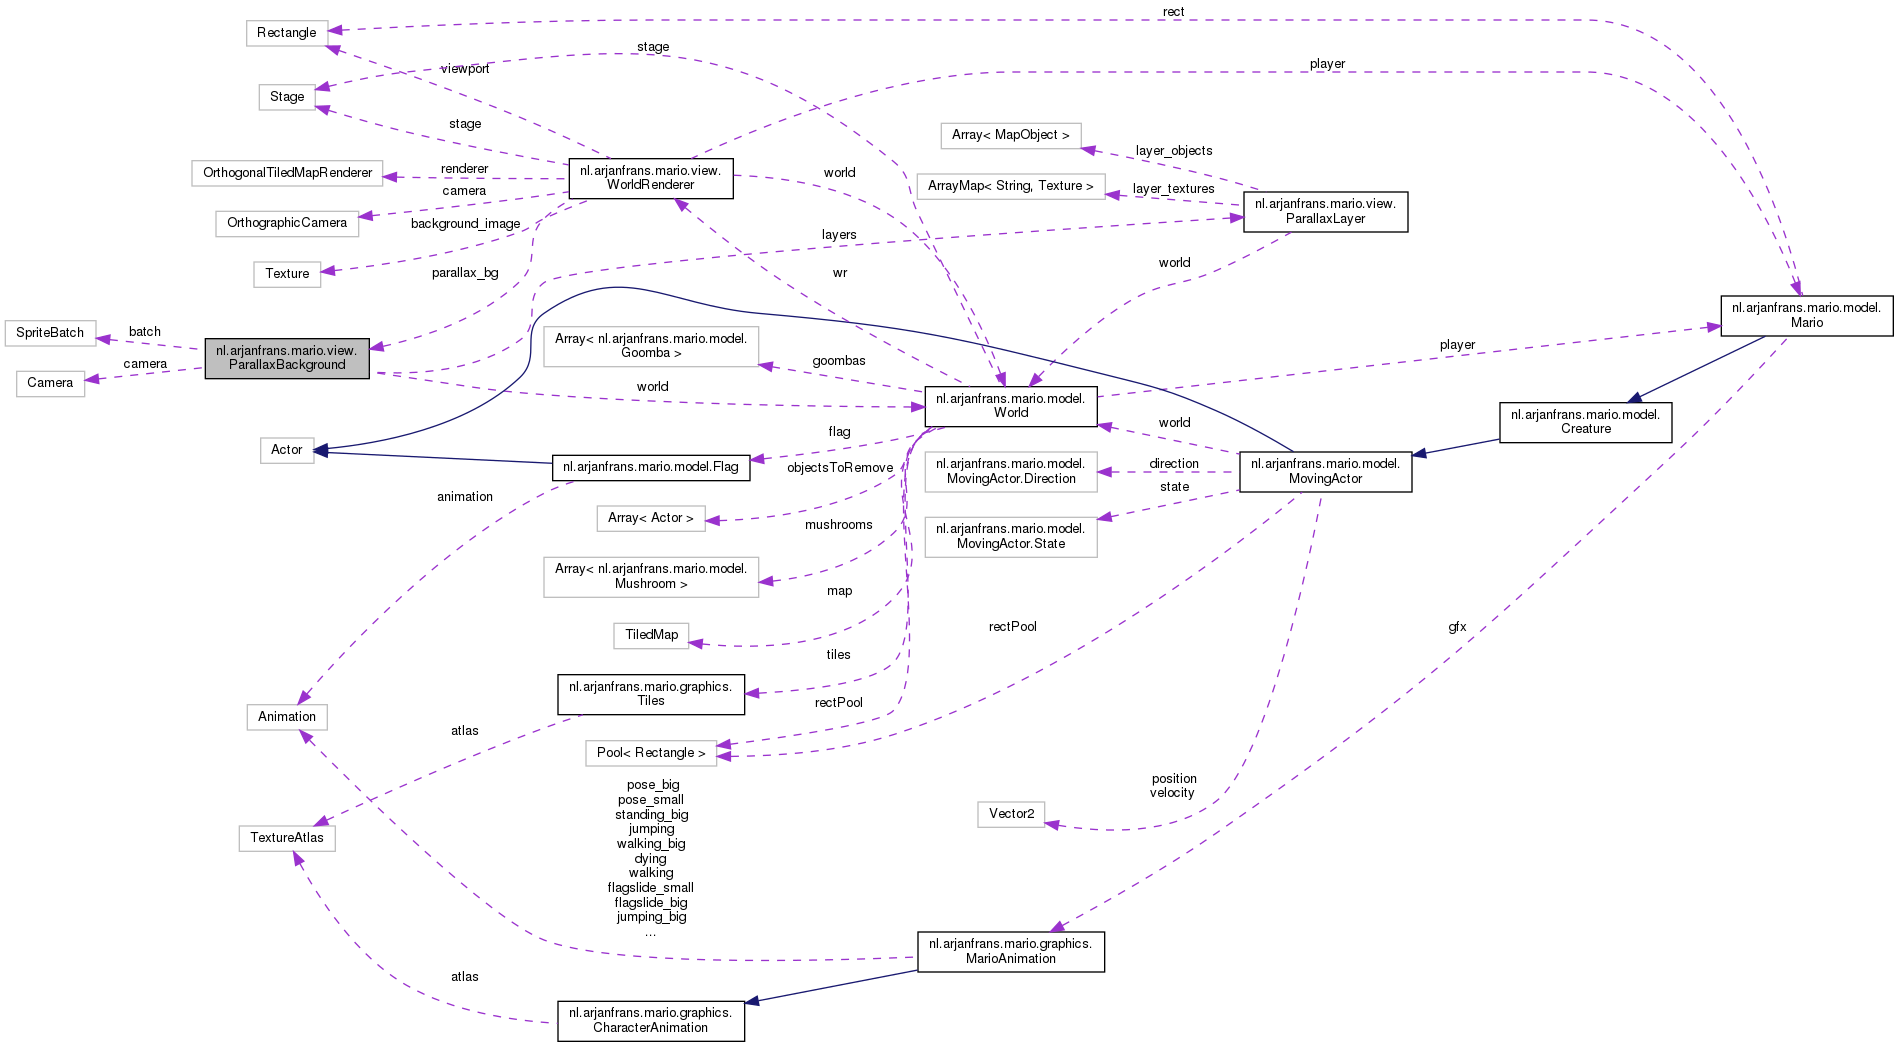 rect
Rectangle
stage
viewport
player
Stage
stage
Array< MapObject >
layer_objects
OrthogonalTiledMapRenderer
renderer
nl.arjanfrans.mario.view.
WorldRenderer
world
ArrayMap< String, Texture >
layer_textures
camera
nl.arjanfrans.mario.view.
ParallaxLayer
OrthographicCamera
background_image
layers
Texture
parallax_bg
wr
world
nl.arjanfrans.mario.model.
Mario
SpriteBatch
batch
nl.arjanfrans.mario.view.
ParallaxBackground
Array< nl.arjanfrans.mario.model.
Goomba >
goombas
player
Camera
camera
world
nl.arjanfrans.mario.model.
World
nl.arjanfrans.mario.model.
Creature
flag
world
Actor
nl.arjanfrans.mario.model.Flag
objectsToRemove
nl.arjanfrans.mario.model.
MovingActor.Direction
direction
nl.arjanfrans.mario.model.
MovingActor
state
animation
Array< Actor >
mushrooms
nl.arjanfrans.mario.model.
MovingActor.State
Array< nl.arjanfrans.mario.model.
Mushroom >
map
TiledMap
rectPool
gfx
tiles
nl.arjanfrans.mario.graphics.
Tiles
rectPool
Animation
atlas
Pool< Rectangle >
pose_big
pose_small
standing_big
jumping
walking_big
dying
walking
flagslide_small
flagslide_big
jumping_big
...
position
velocity
Vector2
TextureAtlas
nl.arjanfrans.mario.graphics.
MarioAnimation
atlas
nl.arjanfrans.mario.graphics.
CharacterAnimation